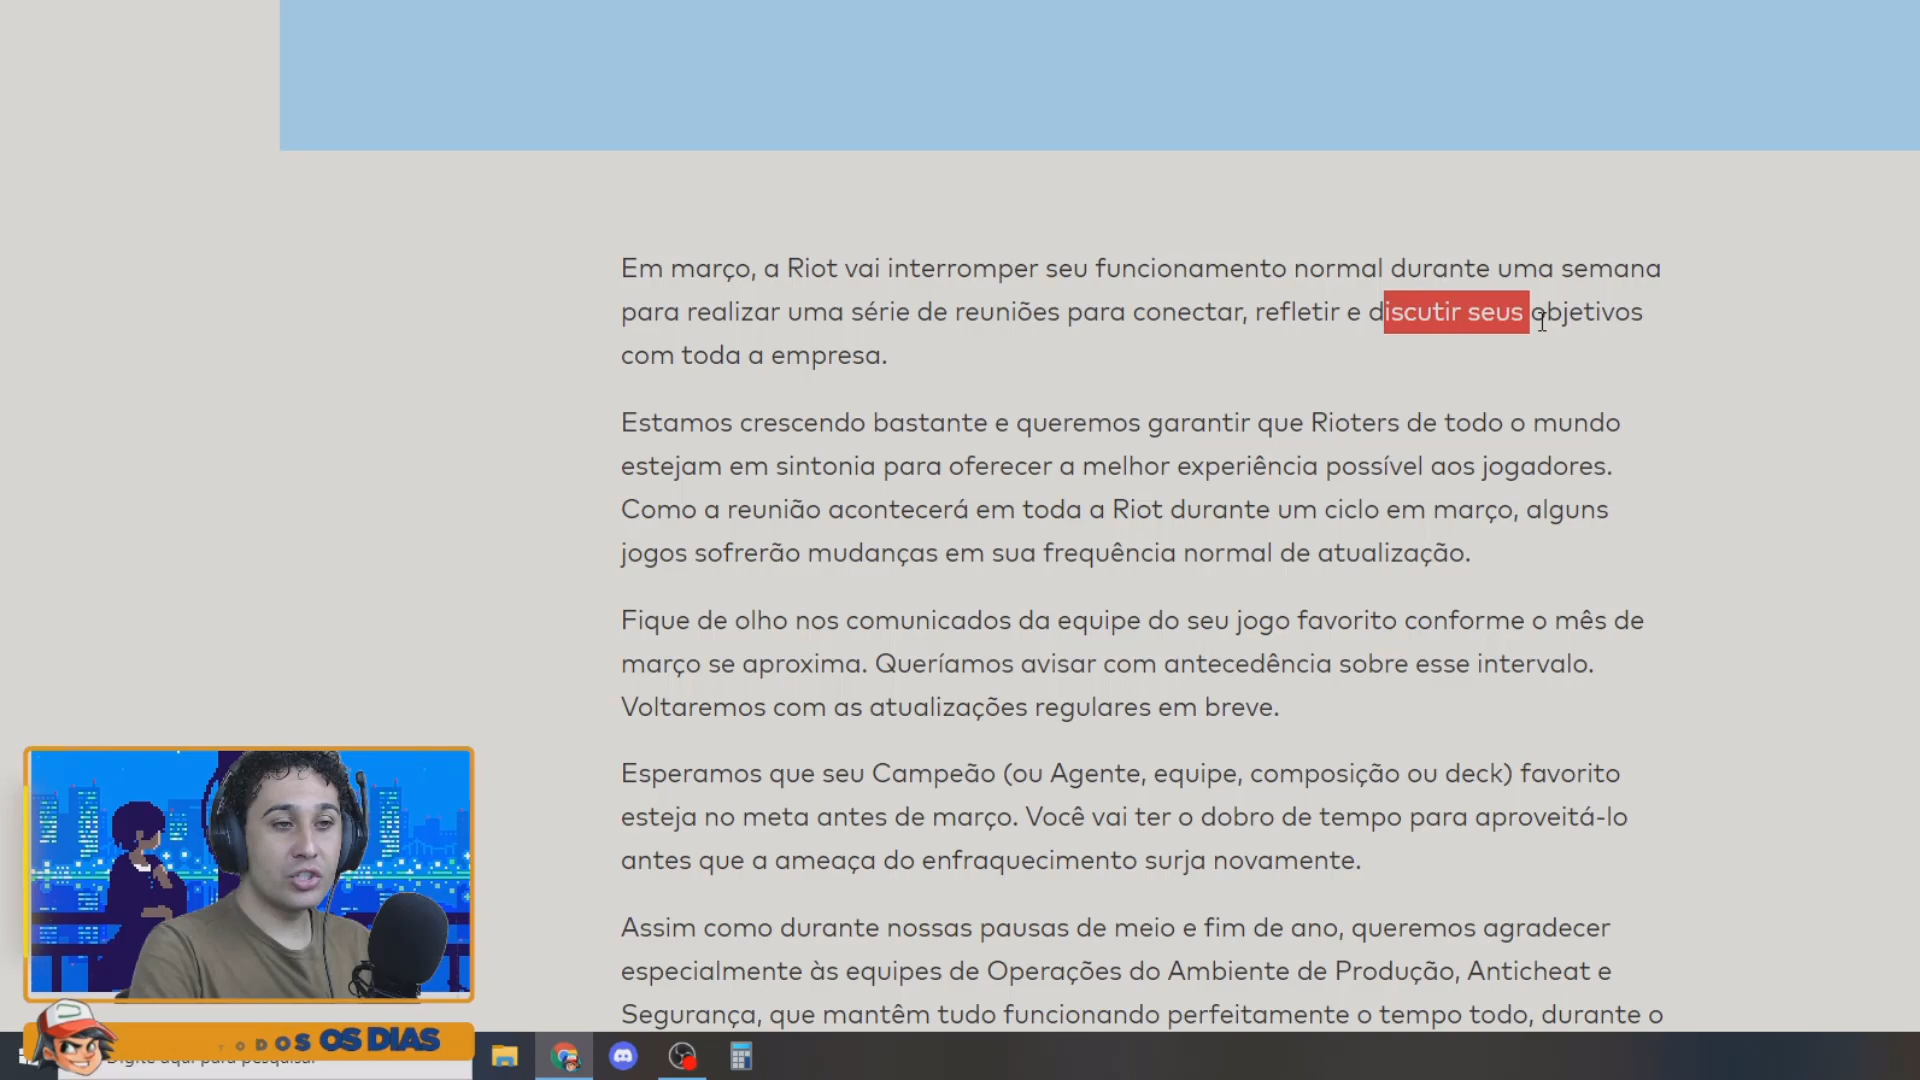 Em março, a Riot vai interromper seu funcionamento normal durante uma semana
para realizar uma série de reuniões para conectar, refletir e discutir seus objetivos
com toda a empresa.
Estamos crescendo bastante e queremos garantir que Rioters de todo o mundo
estejam em sintonia para oferecer a melhor experiência possível aos jogadores.
Como a reunião acontecerá em toda a Riot durante um ciclo em março, alguns
jogos sofrerão mudanças em sua frequência normal de atualização.
Fique de olho nos comunicados da equipe do seu jogo favorito conforme o mês de
março se aproxima. Queríamos avisar com antecedência sobre esse intervalo.
Voltaremos com as atualizações regulares em breve.
Esperamos que seu Campeão (ou Agente, equipe, composição ou deck) favorito
esteja no meta antes de março. Você vai ter o dobro de tempo para aproveitá-lo
antes que a ameaça do enfraquecimento surja novamente.
Assim como durante nossas pausas de meio e fim de ano, queremos agradecer
especialmente às equipes de Operações do Ambiente de Produção, Anticheat e
Segurança, que mantêm tudo funcionando perfeitamente o tempo todo, durante o
TODOS OS DIAS